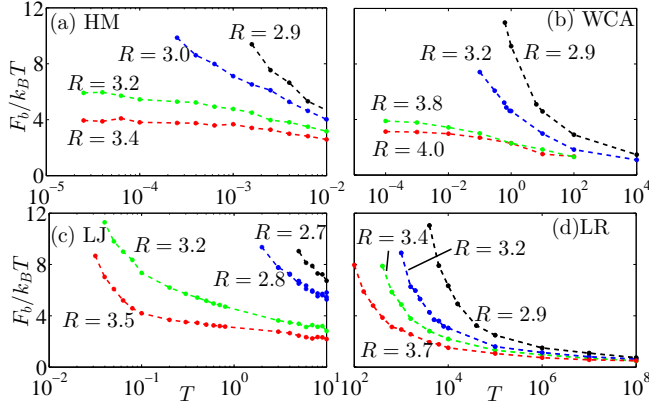 (a) HM
R = 2.9
R = 3.0
R = 3.2
R = 3.4
F_b/k_BT
12
8
4
0
10^{-5} 10^{-4} 10^{-3} 10^{-2}
(b) WCA
R = 3.2
R = 2.9
R = 3.8
R = 4.0
10^{-4} 10^{-2} 10^{0} 10^{2} 10^{4}
(c) LJ
R = 2.7
R = 3.2
R = 2.8
R = 3.5
F_b/k_BT
12
8
4
0
10^{-2} 10^{-1} 10^{0} 10^{1}
T
(d)LR
R = 3.4
R = 3.2
R = 2.9
R = 3.7
10^{2} 10^{4} 10^{6} 10^{8}
T